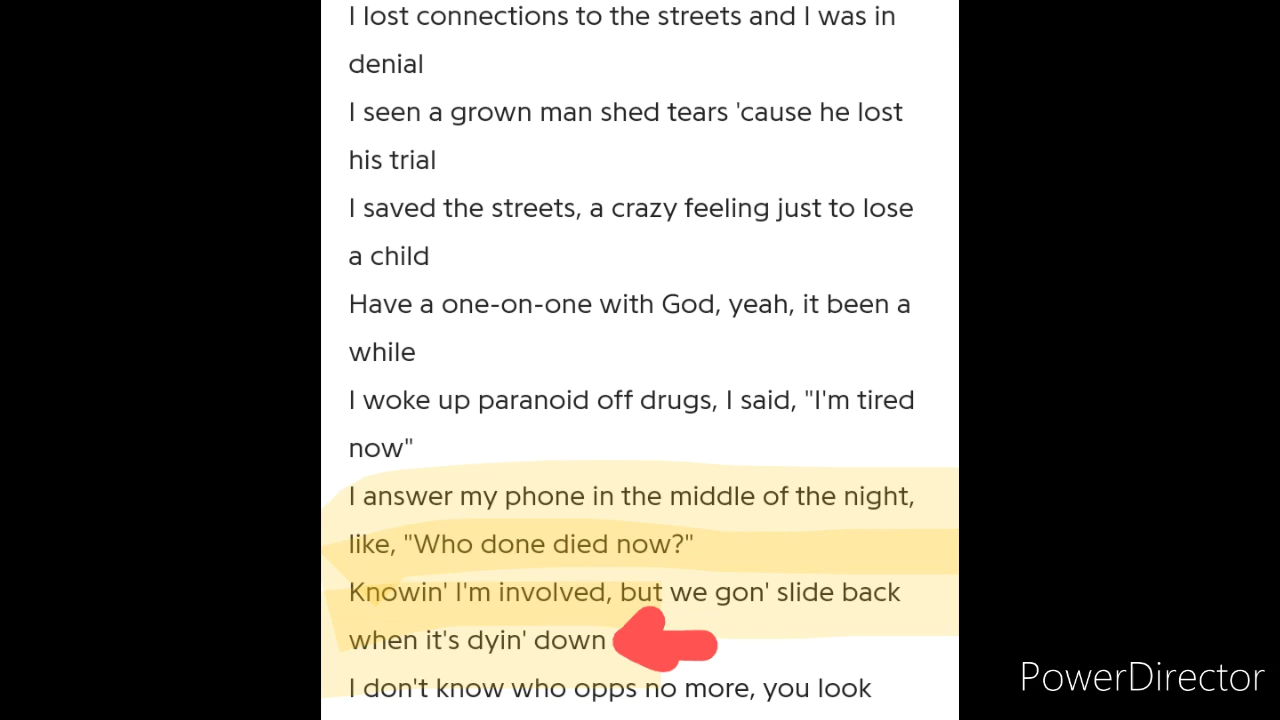 I lost connections to the streets and I was in
denial
I seen a grown man shed tears 'cause he lost
his trial
I saved the streets, a crazy feeling just to lose
a child
Have a one-on-one with God, yeah, it been a
while
I woke up paranoid off drugs, I said, "I'm tired
now"
I answer my phone in the middle of the night,
like, "Who done died now?"
Knowin' I'm involved, but we gon' slide back
when it's dyin' down
I don't know who opps no more, you look
PowerDirector